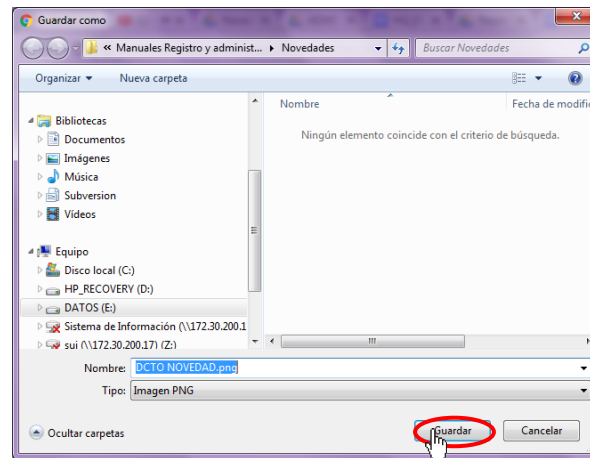 Guardar como
« Manuales Registro y administ... Novedades
Buscar Novedades
Organizar Nueva carpeta
Nombre Fecha de modific
Ningún elemento coincide con el criterio de búsqueda.
Bibliotecas
Documentos
Imágenes
Música
Subversion
Vídeos
Equipo
Disco local (C:)
HP_RECOVERY (D:)
DATOS (E:)
Sistema de Información (\\172.30.200.1
sui (\\172.30.200.17) (Z:)
Nombre: DCTO NOVEDAD.png
Tipo: Imagen PNG
Ocultar carpetas
Guardar Cancelar